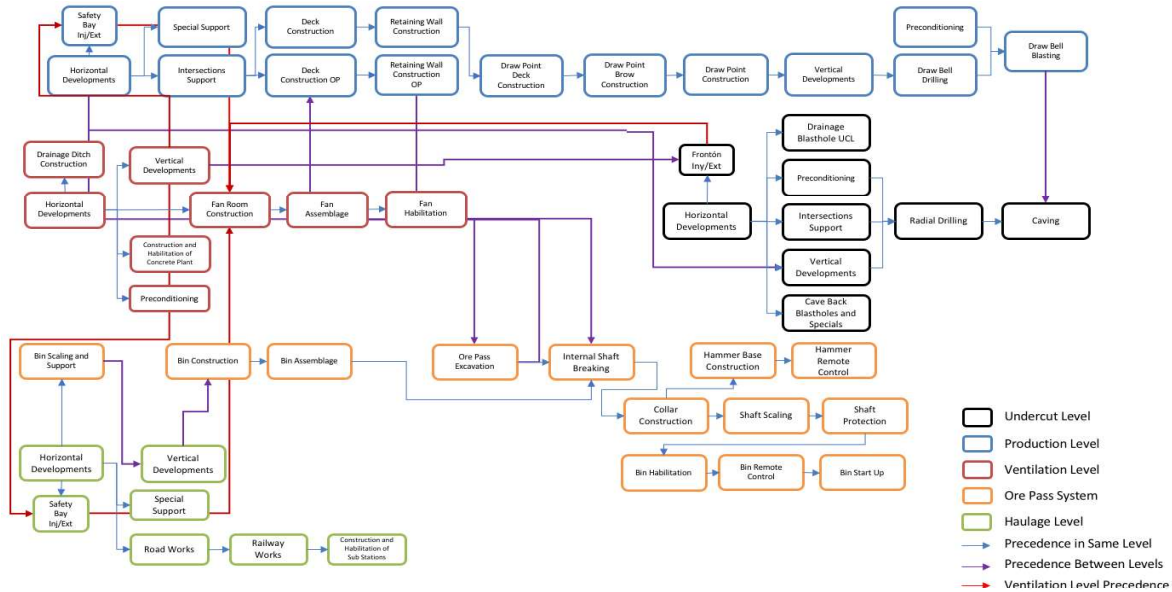 Safety
Bay
Inj/Ext
Special Support
Deck
Construction
Retaining Wall
Construction
Preconditioning
Draw Bell
Blasting
Horizontal
Developments
Intersections
Support
Deck
Construction OP
Retaining Wall
Construction
OP
Draw Point
Deck
Construction
Draw Point
Brow
Construction
Draw Point
Construction
Vertical
Developments
Draw Bell
Drilling
Drainage Ditch
Construction
Vertical
Developments
Frontón
Iny/Ext
Drainage
Blasthole UCL
Preconditioning
Horizontal
Developments
Fan Room
Construction
Fan
Assemblage
Fan
Habilitation
Horizontal
Developments
Intersections
Support
Radial Drilling
Caving
Construction and
Habilitation of
Concrete Plant
Vertical
Developments
Preconditioning
Cave Back
Blastholes and
Specials
Bin Scaling and
Support
Bin Construction
Bin Assemblage
Ore Pass
Excavation
Internal Shaft
Breaking
Hammer Base
Construction
Hammer
Remote
Control
Collar
Construction
Shaft Scaling
Shaft
Protection
Horizontal
Developments
Vertical
Developments
Bin Habilitation
Bin Remote
Control
Bin Start Up
Safety
Bay
Inj/Ext
Special
Support
Road Works
Railway
Works
Construction and
Habilitation of
Sub Stations
Undercut Level
Production Level
Ventilation Level
Ore Pass System
Haulage Level
Precedence in Same Level
Precedence Between Levels
Ventilation Level Precedence